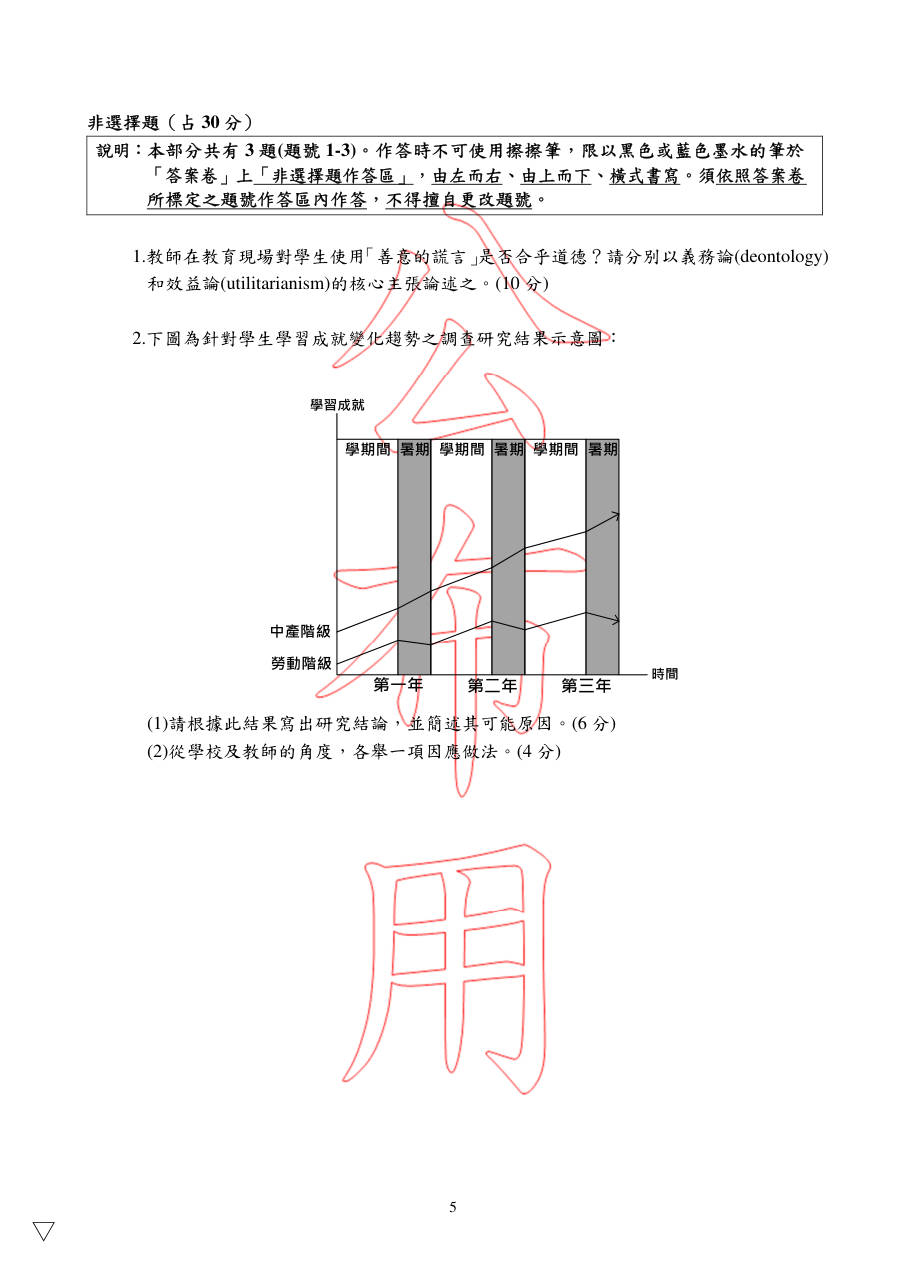 非選擇題（占 30 分）
說明：本部分共有 3 題(題號 1-3)。作答時不可使用擦擦筆，限以黑色或藍色墨水的筆於
「答案卷」上「非選擇題作答區」，由左而右、由上而下、橫式書寫。須依照答案卷
所標定之題號作答區內作答，不得擅自更改題號。
1.教師在教育現場對學生使用「善意的謊言」是否合乎道德？請分別以義務論(deontology)
和效益論(utilitarianism)的核心主張論述之。(10 分)
2.下圖為針對學生學習成就變化趨勢之調查研究結果示意圖：
學習成就
學期間 暑期 學期間 暑期 學期間 暑期
中產階級
勞動階級
時間
第一年 第二年 第三年
(1)請根據此結果寫出研究結論，並簡述其可能原因。(6 分)
(2)從學校及教師的角度，各舉一項因應做法。(4 分)
公布用
5